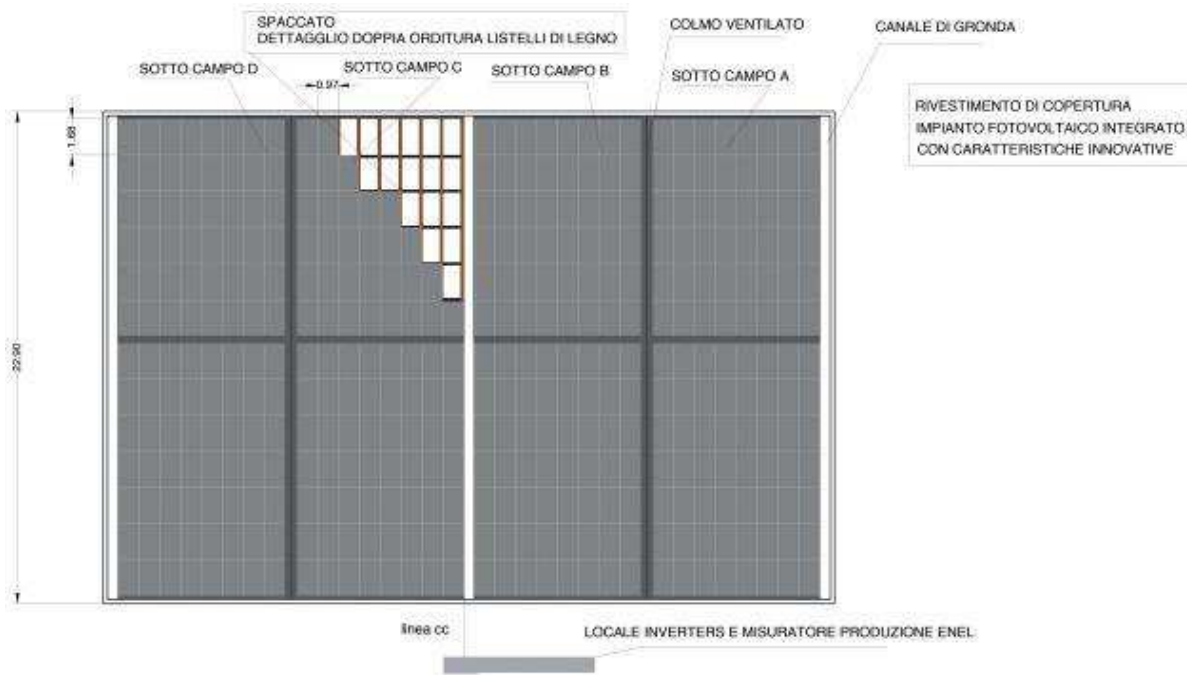 SPACCATO
DETTAGLIO DOPPIA ORDITURA LISTELLI DI LEGNO
COLMO VENTILATO
CANALE DI GRONDA
SOTTO CAMPO D
SOTTO CAMPO C
SOTTO CAMPO B
SOTTO CAMPO A
0.97
RIVESTIMENTO DI COPERTURA
IMPIANTO FOTOVOLTAICO INTEGRATO
CON CARATTERISTICHE INNOVATIVE
1.68
22.90
linea cc
LOCALE INVERTERS E MISURATORE PRODUZIONE ENEL